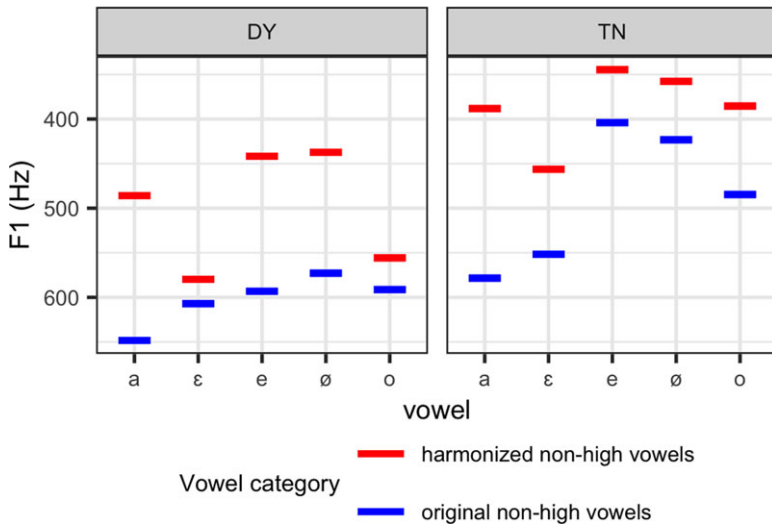 DY TN
400
500
600
F1 (Hz)
a ε e ø o a ε e ø o
vowel
Vowel category
harmonized non-high vowels
original non-high vowels